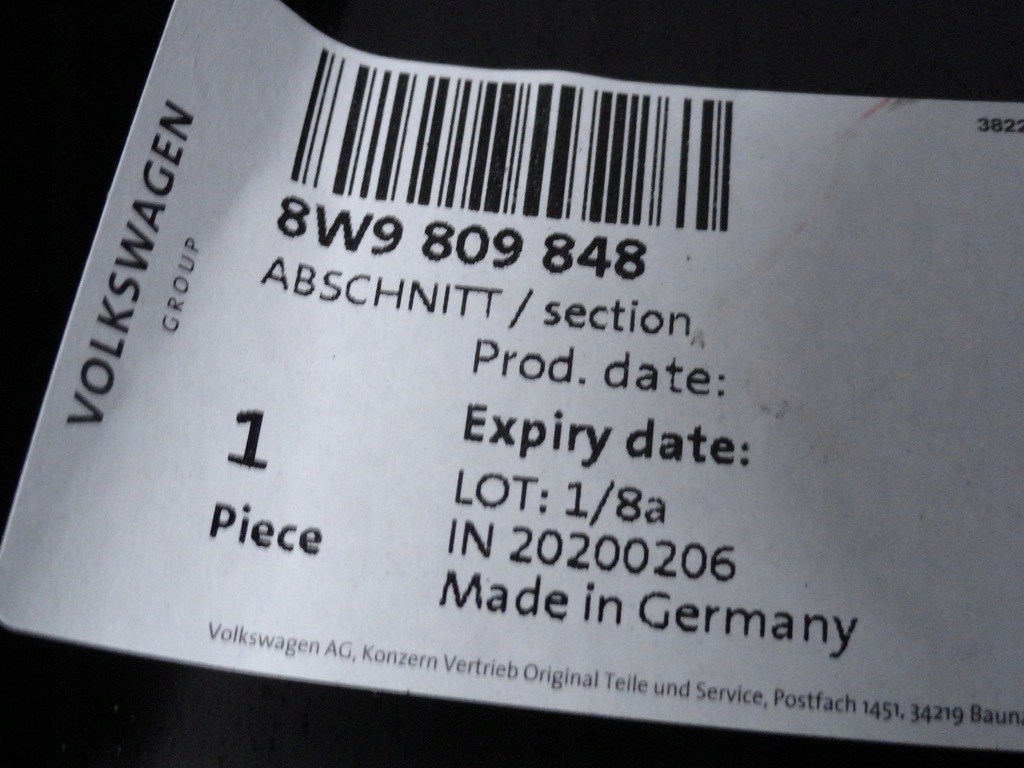 VOLKSWAGEN
GROUP
3822
8W9 809 848
ABSCHNITT / section
Prod. date:
Expiry date:
1
Piece
LOT: 1/8a
IN 20200206
Made in Germany
Volkswagen AG, Konzern Vertrieb Original Teile und Service, Postfach 1451, 34219 Bauna